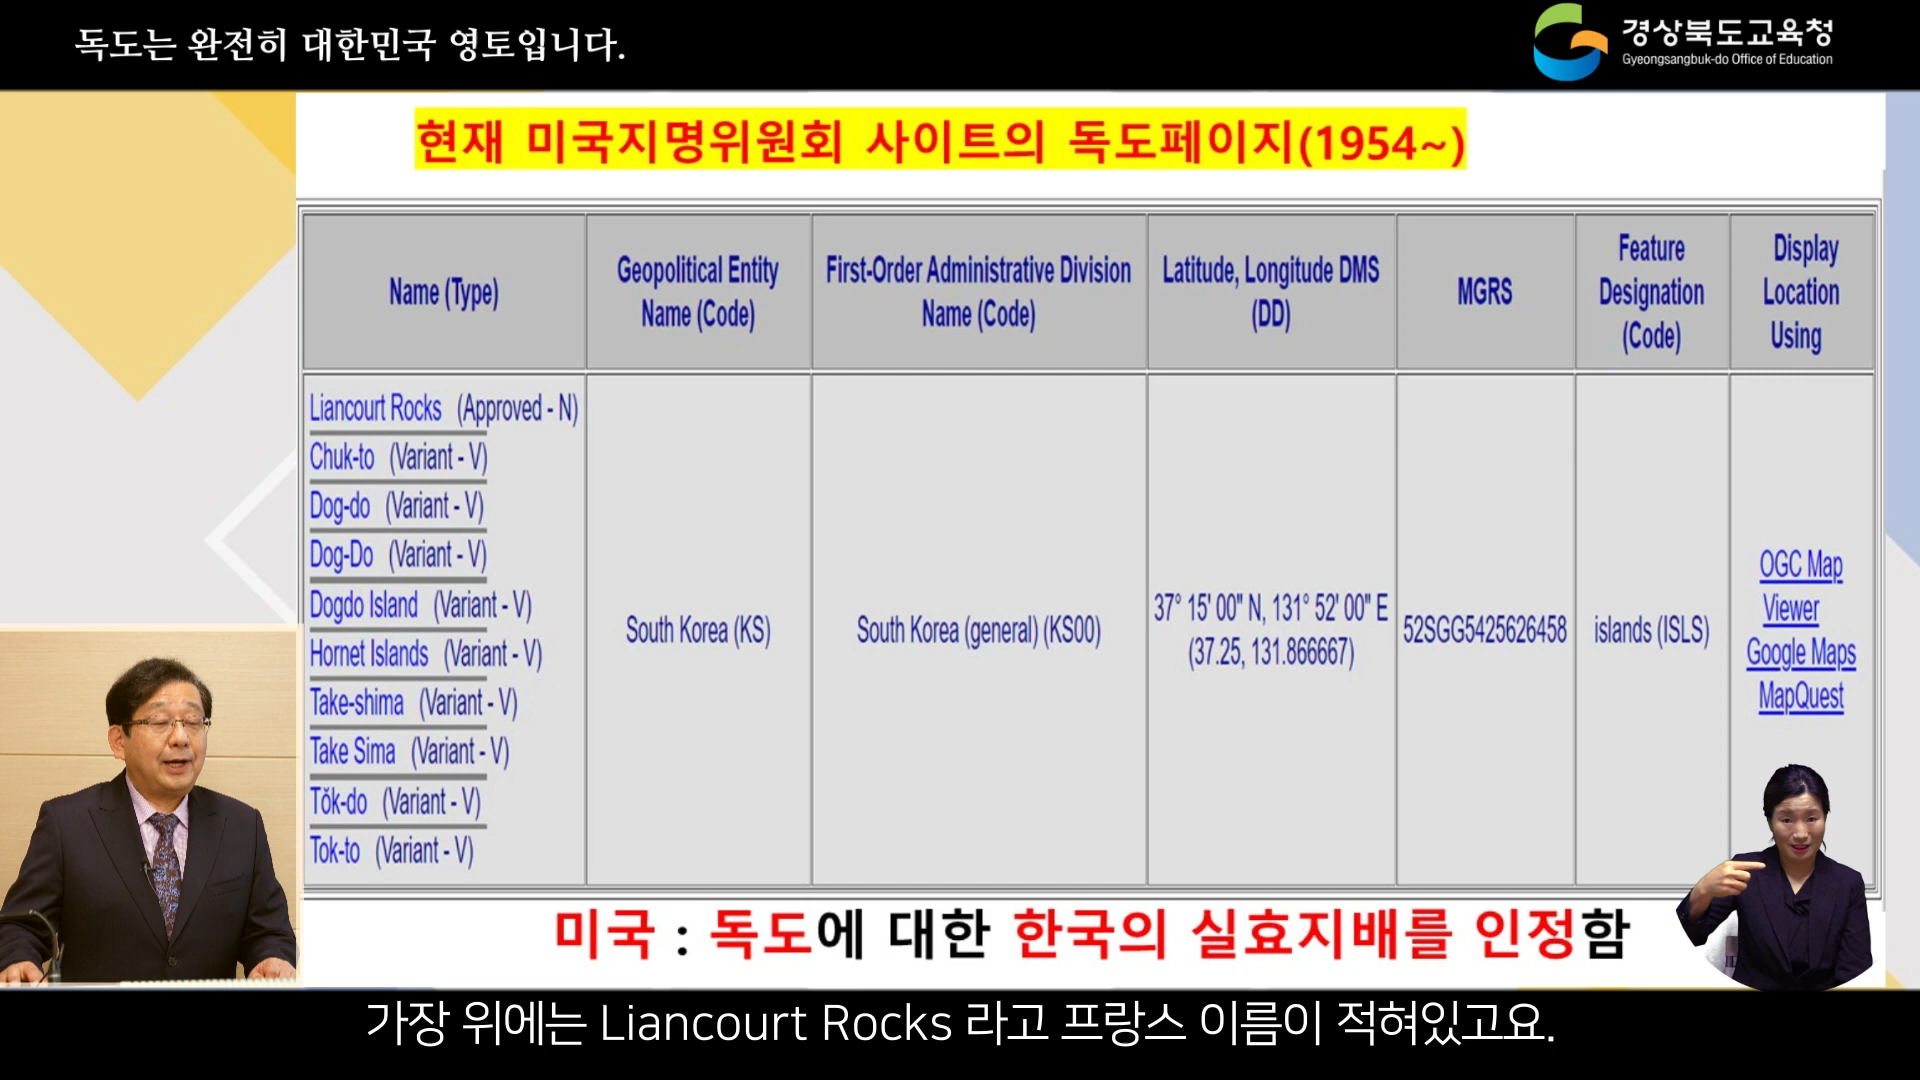 독도는 완전히 대한민국 영토입니다.
경상북도교육청
Gyeongsangbuk-do Office of Education
현재 미국지명위원회 사이트의 독도페이지(1954~)
Name (Type)
Geopolitical Entity
Name (Code)
First-Order Administrative Division
Name (Code)
Latitude, Longitude DMS
(DD)
MGRS
Feature
Designation
(Code)
Display
Location
Using
Liancourt Rocks (Approved - N)
Chuk-to (Variant - V)
Dog-do (Variant - V)
Dog-Do (Variant - V)
Dogdo Island (Variant - V)
Hornet Islands (Variant - V)
Take-shima (Variant - V)
Take Sima (Variant - V)
Tŏk-do (Variant - V)
Tok-to (Variant - V)
South Korea (KS)
South Korea (general) (KS00)
37° 15' 00" N, 131° 52' 00" E
(37.25, 131.866667)
52SGG5425626458
islands (ISLS)
OGC Map
Viewer
Google Maps
MapQuest
미국 : 독도에 대한 한국의 실효지배를 인정함
가장 위에는 Liancourt Rocks 라고 프랑스 이름이 적혀있고요.